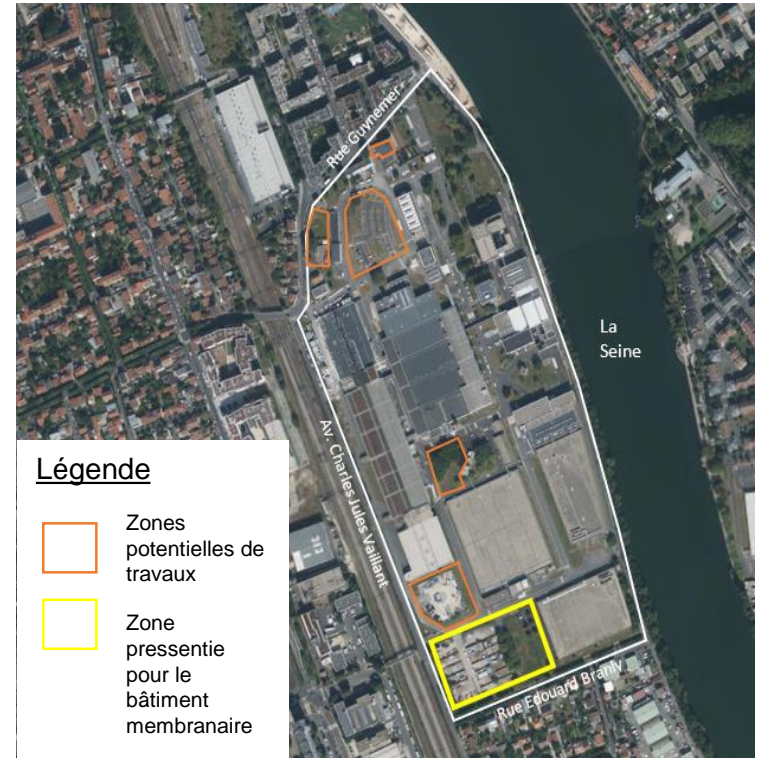 Rue Guynemer
La
Seine
Av. Charles Jules Vaillant
Rue Edouard Branly
Légende
Zones
potentielles de
travaux
Zone
pressentie
pour le
bâtiment
membranaire